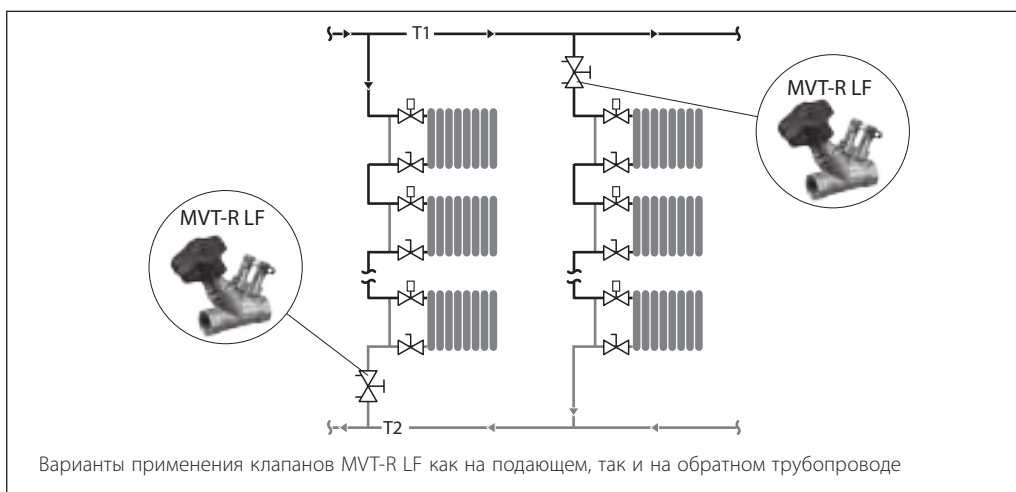 T1
MVT-R LF
MVT-R LF
T2
Варианты применения клапанов MVT-R LF как на подающем, так и на обратном трубопроводе